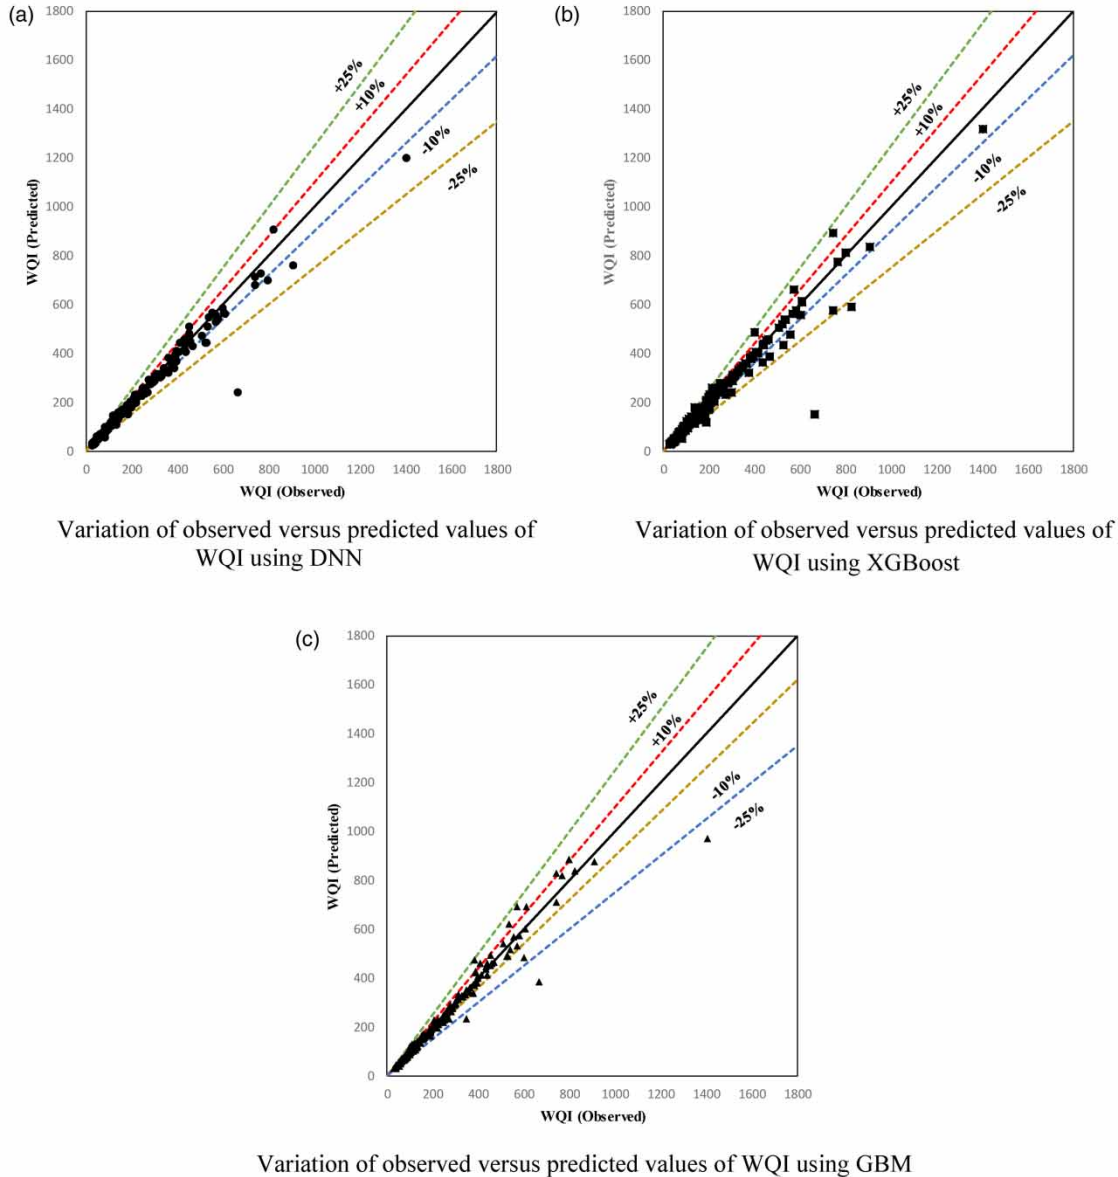 (a)
1800
1600
1400
1200
1000
800
600
400
200
0
WQI (Predicted)
+25%
+10%
-10%
-25%
0 200 400 600 800 1000 1200 1400 1600 1800
WQI (Observed)
Variation of observed versus predicted values of
WQI using DNN
(b)
1800
1600
1400
1200
1000
800
600
400
200
0
WQI (Predicted)
+25%
+10%
-10%
-25%
0 200 400 600 800 1000 1200 1400 1600 1800
WQI (Observed)
Variation of observed versus predicted values of
WQI using XGBoost
(c)
1800
1600
1400
1200
1000
800
600
400
200
0
WQI (Predicted)
+25%
+10%
-10%
-25%
0 200 400 600 800 1000 1200 1400 1600 1800
WQI (Observed)
Variation of observed versus predicted values of WQI using GBM